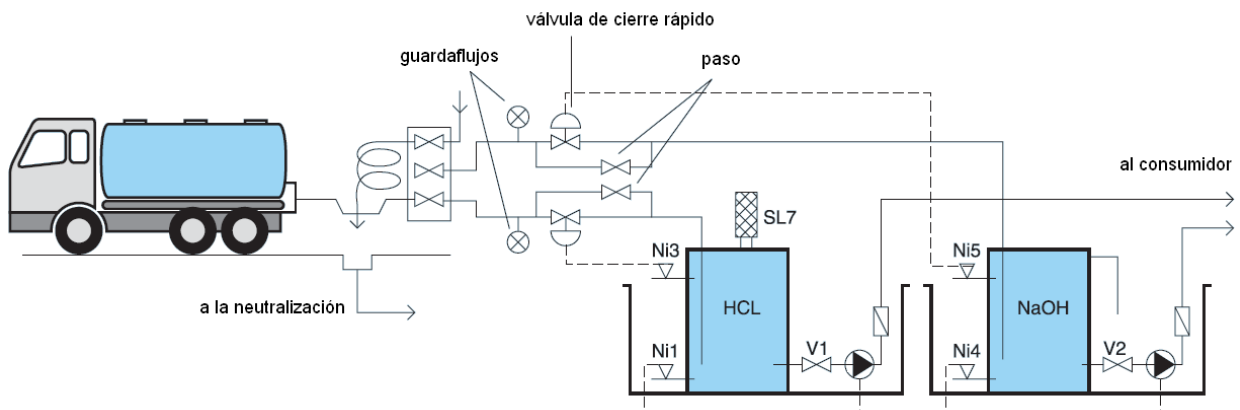 válvula de cierre rápido
guardaflujos
paso
al consumidor
SL7
Ni3
Ni5
a la neutralización
HCL
NaOH
Ni1
V1
Ni4
V2